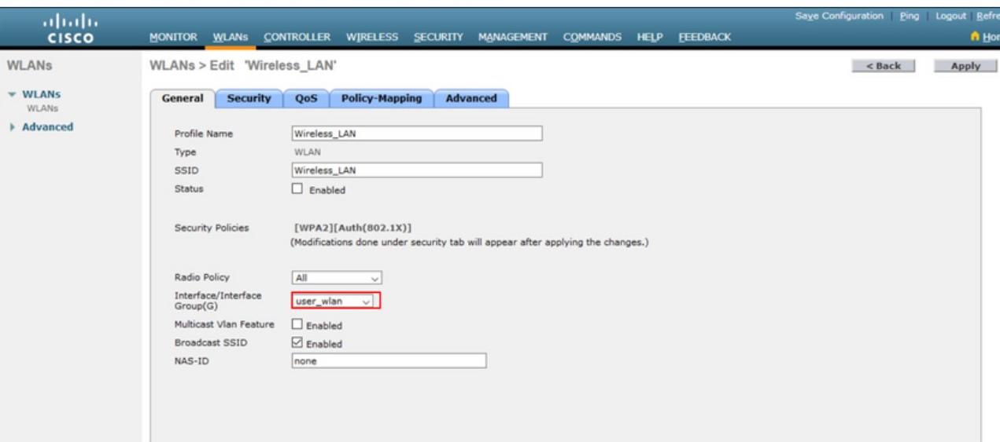 Save Configuration | Ping | Logout | Refre
CISCO MONITOR WLANs CONTROLLER WIRELESS SECURITY MANAGEMENT COMMANDS HELP FEEDBACK Hor
WLANs
WLANs
WLANs
Advanced
WLANs > Edit 'Wireless_LAN'
< Back Apply
General Security QoS Policy-Mapping Advanced
Profile Name Wireless_LAN
Type WLAN
SSID Wireless_LAN
Status Enabled
Security Policies [WPA2][Auth(802.1X)]
(Modifications done under security tab will appear after applying the changes.)
Radio Policy All
Interface/Interface
Group(G) user_wlan
Multicast Vlan Feature Enabled
Broadcast SSID Enabled
NAS-ID none